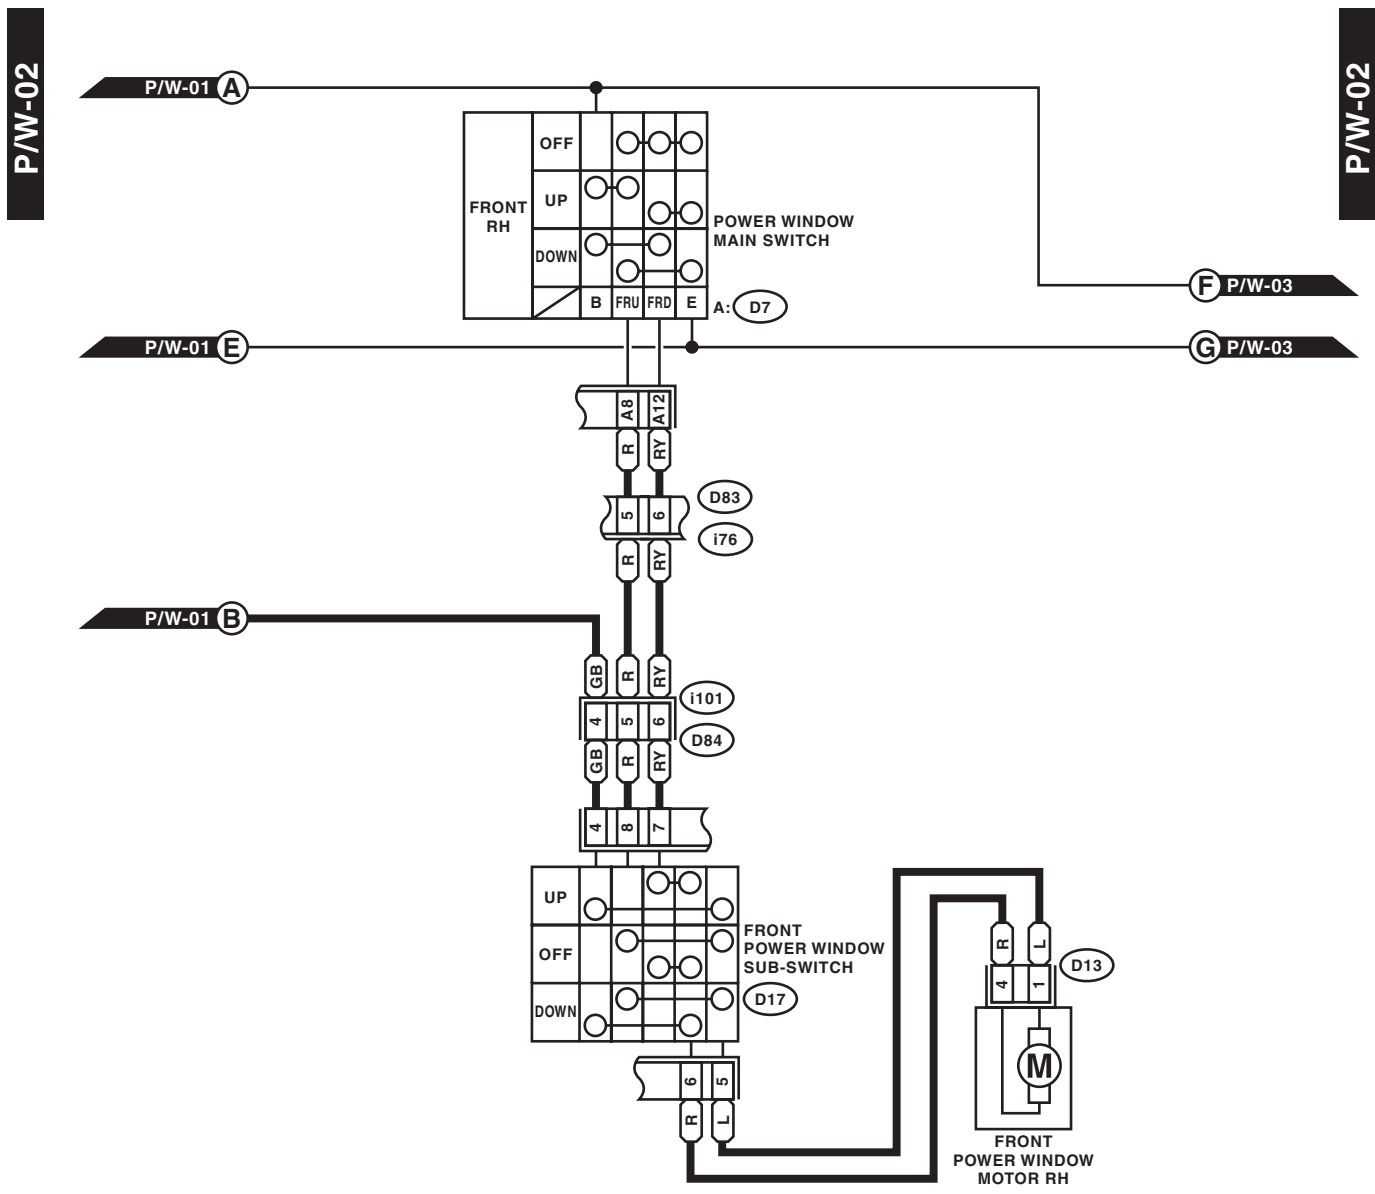 P/W-02
P/W-02
P/W-01 A
OFF
UP
FRONT
RH
DOWN
B FRU FRD E
POWER WINDOW
MAIN SWITCH
A: D7
F P/W-03
P/W-01 E
G P/W-03
A8 A12
R RY
D83
5 6
i76
R RY
P/W-01 B
GB R RY
i101
4 5 6
D84
GB R RY
4 8 7
UP
OFF
DOWN
FRONT
POWER WINDOW
SUB-SWITCH
D17
6 5
R L
R L
D13
4 1
M
FRONT
POWER WINDOW
MOTOR RH